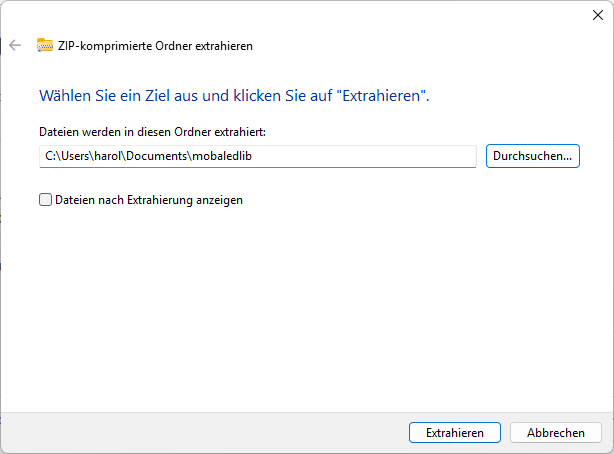 ZIP-komprimierte Ordner extrahieren
Wählen Sie ein Ziel aus und klicken Sie auf "Extrahieren".
Dateien werden in diesen Ordner extrahiert:
C:\Users\harol\Documents\mobaledlib
Durchsuchen...
Dateien nach Extrahierung anzeigen
Extrahieren
Abbrechen